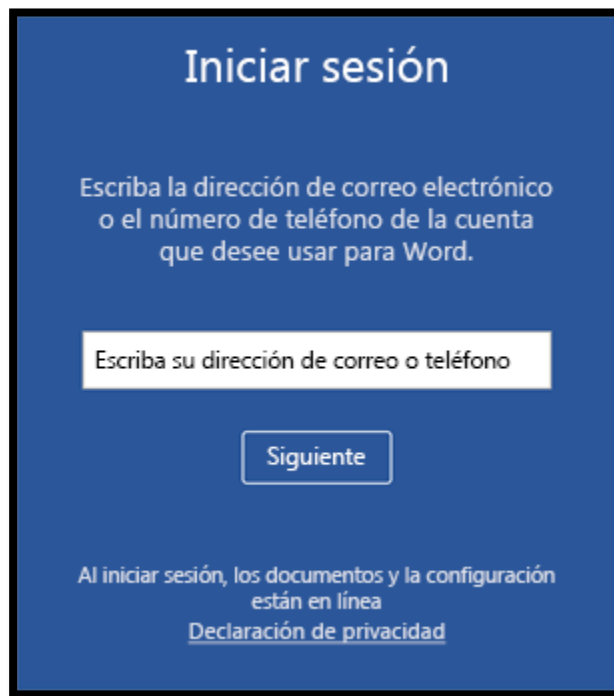 Iniciar sesión
Escriba la dirección de correo electrónico
o el número de teléfono de la cuenta
que desee usar para Word.
Escriba su dirección de correo o teléfono
Siguiente
Al iniciar sesión, los documentos y la configuración
están en línea
Declaración de privacidad